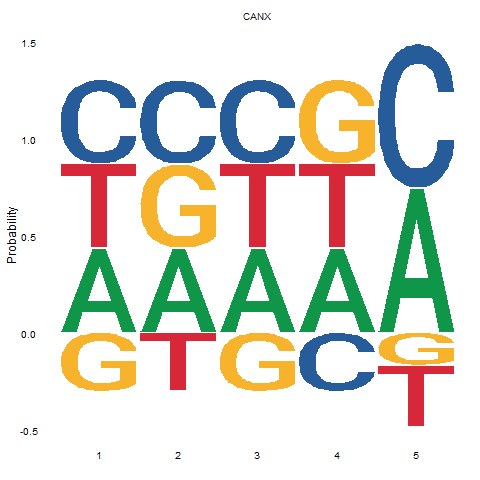 CANX
1.5
1.0
0.5
0.0
-0.5
Probability
C C C G C
T G T T A
A A A A G
G T G C T
1 2 3 4 5